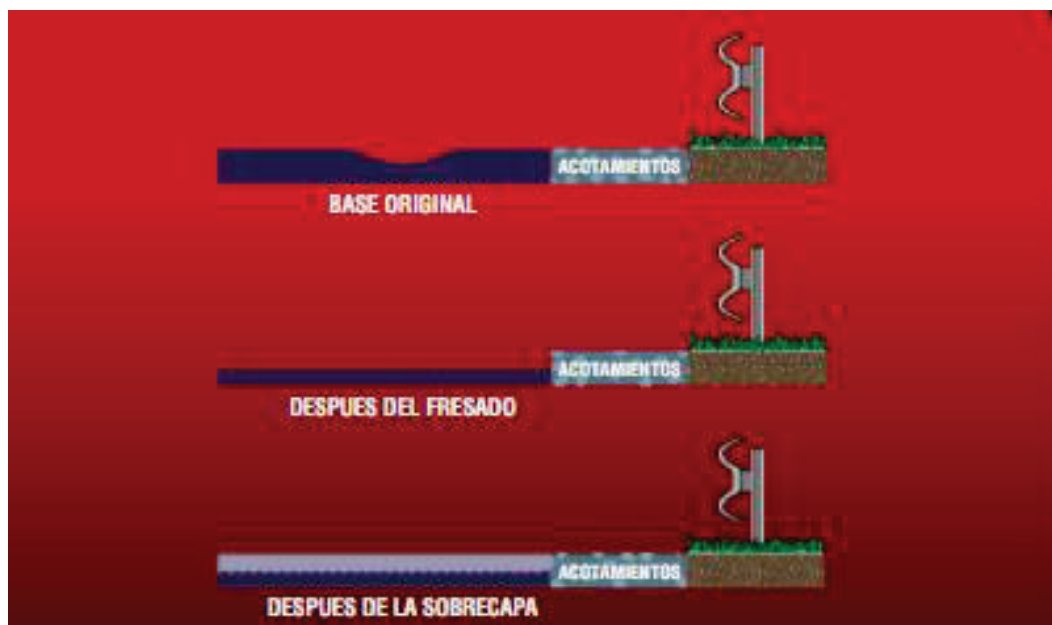 ACOTAMIENTOS
BASE ORIGINAL
ACOTAMIENTOS
DESPUES DEL FRESADO
ACOTAMIENTOS
DESPUES DE LA SOBRECAPA